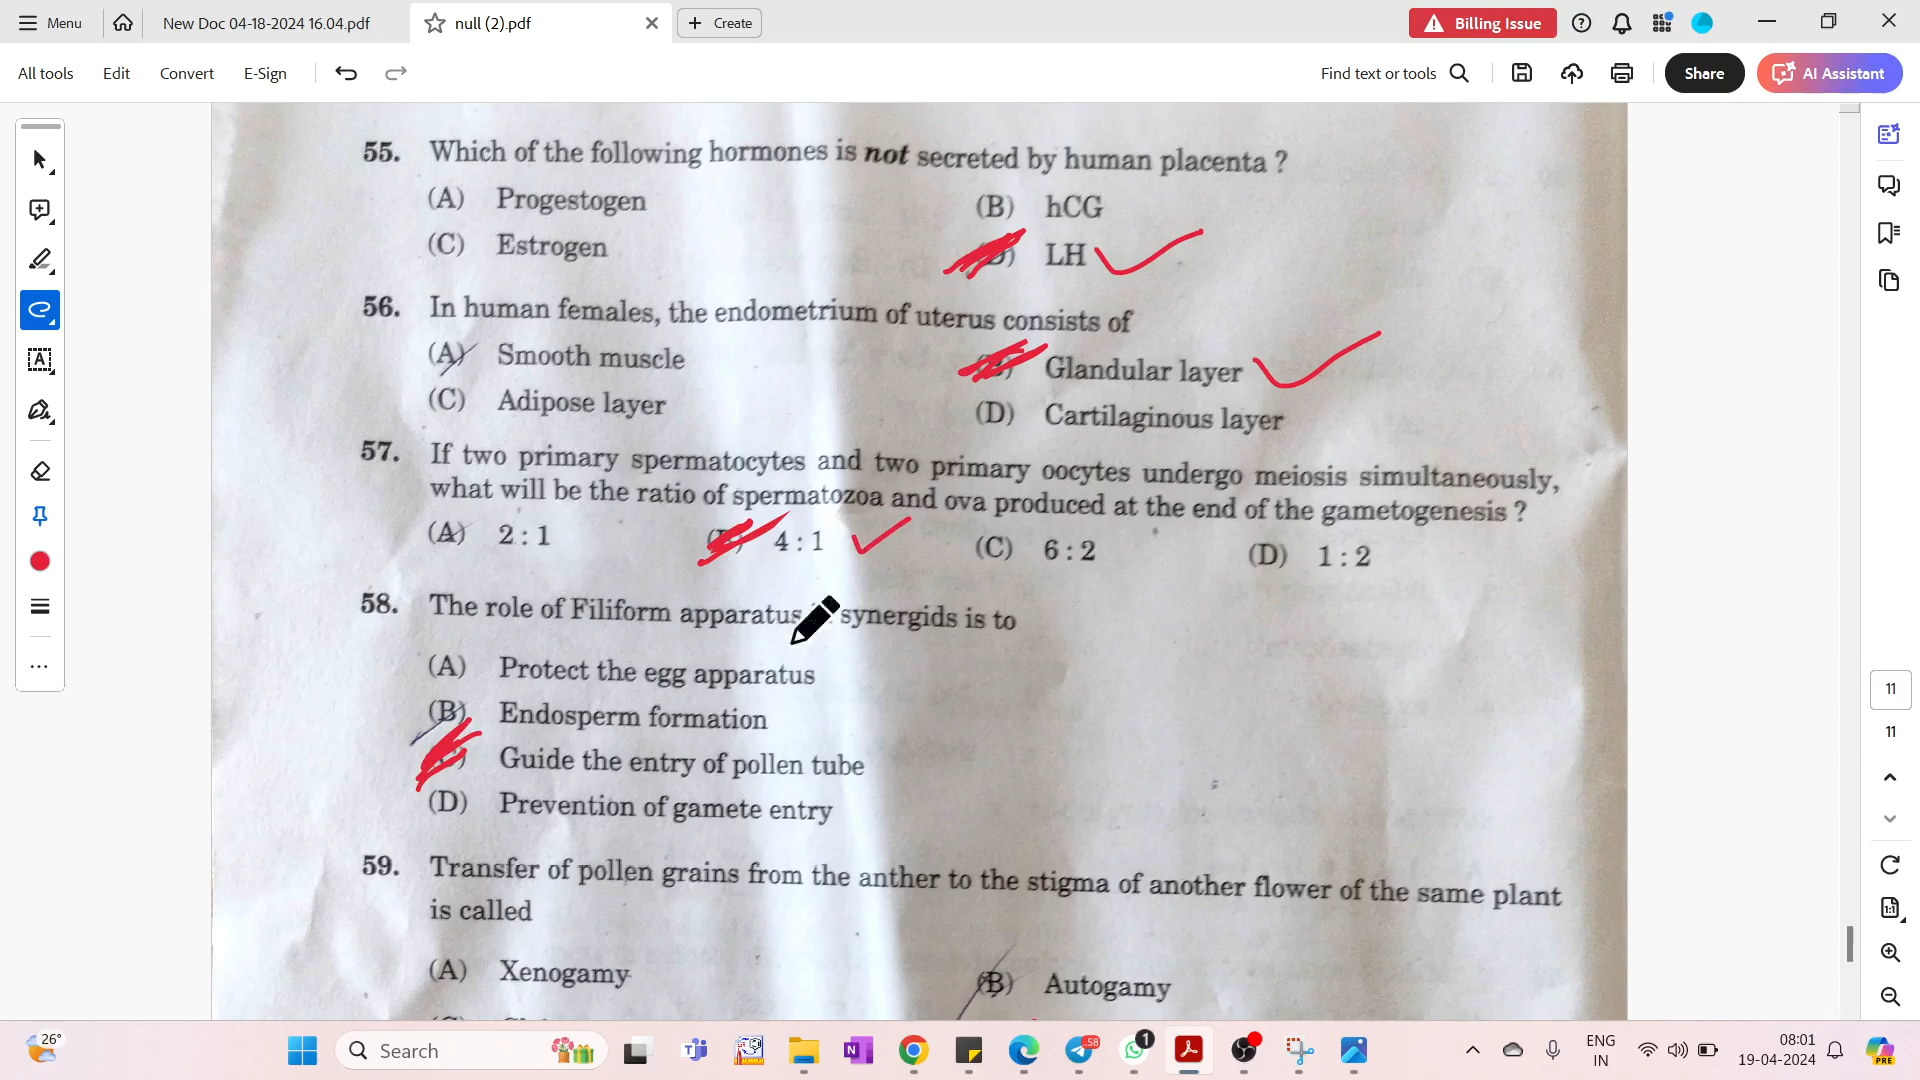 Menu
New Doc 04-18-2024 16.04.pdf
null (2).pdf
Create
Billing Issue
All tools
Edit
Convert
E-Sign
Find text or tools
Share
AI Assistant
55. Which of the following hormones is not secreted by human placenta ?
(A) Progestogen
(B) hCG
(C) Estrogen
LH
56. In human females, the endometrium of uterus consists of
(A) Smooth muscle
Glandular layer
(C) Adipose layer
(D) Cartilaginous layer
57. If two primary spermatocytes and two primary oocytes undergo meiosis simultaneously,
what will be the ratio of spermatozoa and ova produced at the end of the gametogenesis ?
(A) 2 : 1
4 : 1
(C) 6 : 2
(D) 1 : 2
58. The role of Filiform apparatus synergids is to
(A) Protect the egg apparatus
(B) Endosperm formation
Guide the entry of pollen tube
(D) Prevention of gamete entry
59. Transfer of pollen grains from the anther to the stigma of another flower of the same plant
is called
(A) Xenogamy
(B) Autogamy
11
11
26°
Search
58
1
PRE
ENG
IN
08:01
19-04-2024